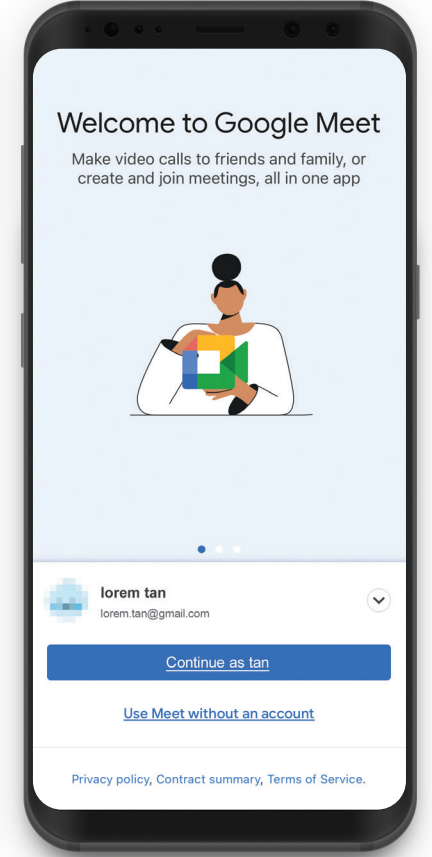 Welcome to Google Meet
Make video calls to friends and family, or
create and join meetings, all in one app
lorem tan
lorem.tan@gmail.com
Continue as tan
Use Meet without an account
Privacy policy, Contract summary, Terms of Service.